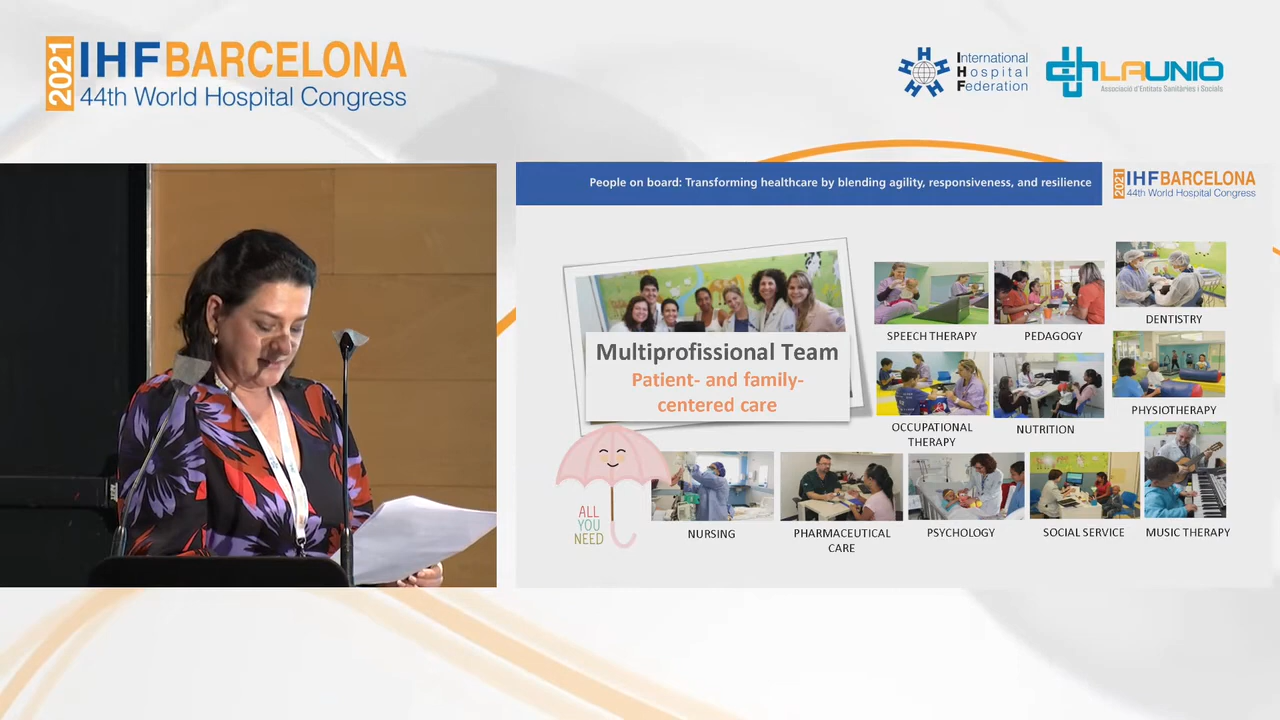 2021
IHF BARCELONA
44th World Hospital Congress
International
Hospital
Federation
LAUNIÓ
Associació d'Entitats Sanitàries i Socials
People on board: Transforming healthcare by blending agility, responsiveness, and resilience
2021
IHF BARCELONA
44th World Hospital Congress
Multiprofissional Team
Patient- and family-
centered care
SPEECH THERAPY
PEDAGOGY
DENTISTRY
OCCUPATIONAL
THERAPY
NUTRITION
PHYSIOTHERAPY
ALL
YOU
NEED
NURSING
PHARMACEUTICAL
CARE
PSYCHOLOGY
SOCIAL SERVICE
MUSIC THERAPY